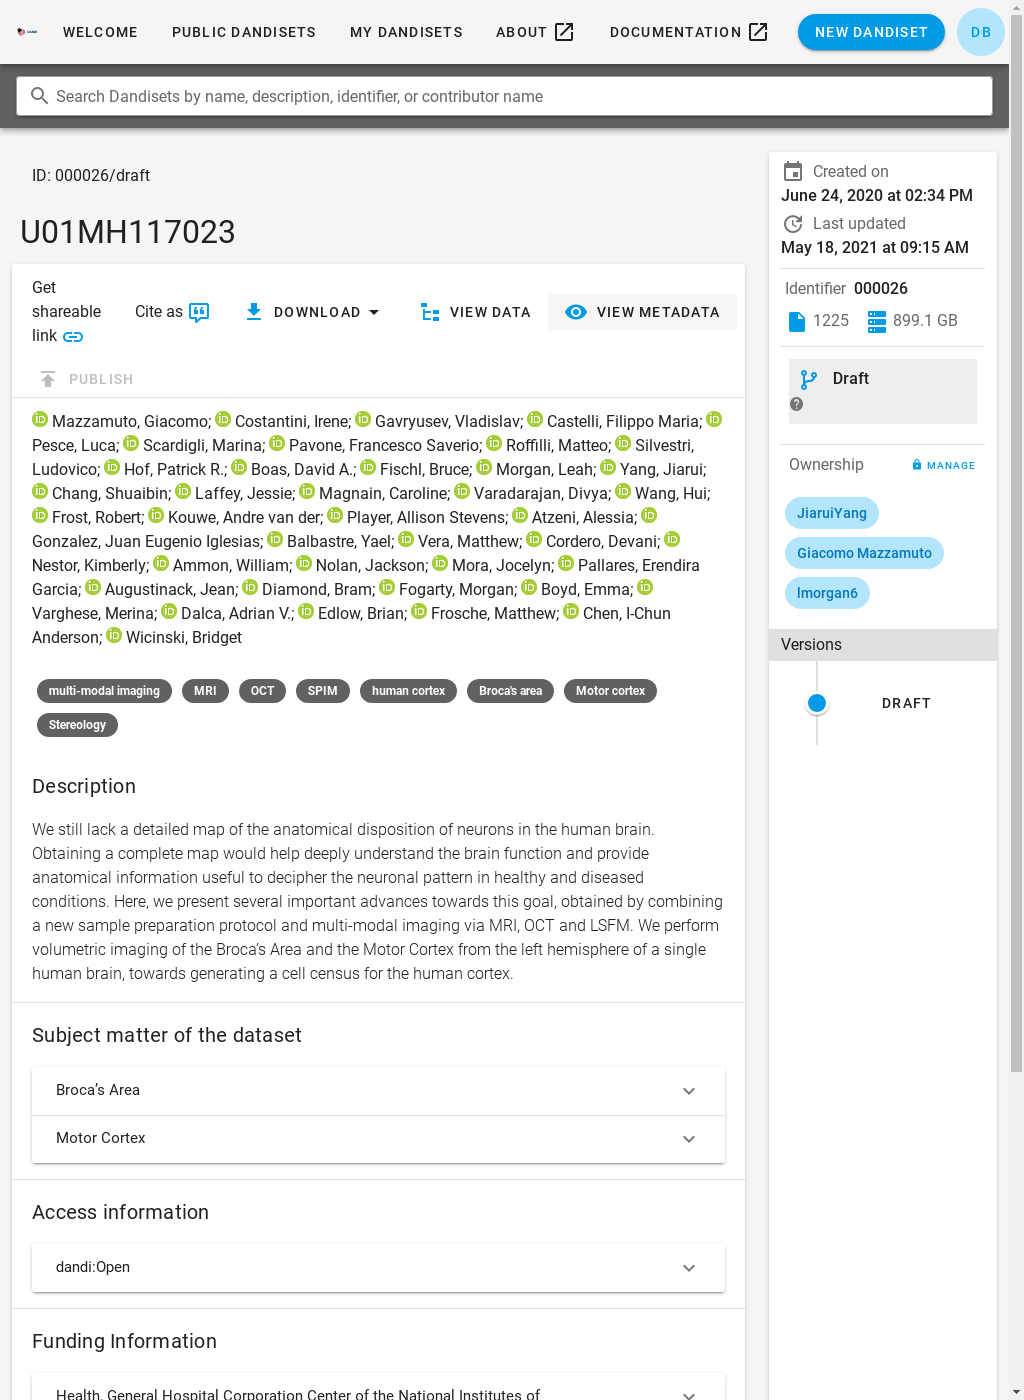 WELCOME PUBLIC DANDISETS MY DANDISETS ABOUT DOCUMENTATION NEW DANDISET DB
Search Dandisets by name, description, identifier, or contributor name
ID: 000026/draft
U01MH117023
Get shareable link
Cite as
DOWNLOAD
VIEW DATA
VIEW METADATA
PUBLISH
Mazzamuto, Giacomo; Costantini, Irene; Gavryusev, Vladislav; Castelli, Filippo Maria;
Pesce, Luca; Scardigli, Marina; Pavone, Francesco Saverio; Roffilli, Matteo; Silvestri,
Ludovico; Hof, Patrick R.; Boas, David A.; Fischl, Bruce; Morgan, Leah; Yang, Jiarui;
Chang, Shuaibin; Laffey, Jessie; Magnain, Caroline; Varadarajan, Divya; Wang, Hui;
Frost, Robert; Kouwe, Andre van der; Player, Allison Stevens; Atzeni, Alessia;
Gonzalez, Juan Eugenio Iglesias; Balbastre, Yael; Vera, Matthew; Cordero, Devani;
Nestor, Kimberly; Ammon, William; Nolan, Jackson; Mora, Jocelyn; Pallares, Erendira
Garcia; Augustinack, Jean; Diamond, Bram; Fogarty, Morgan; Boyd, Emma;
Varghese, Merina; Dalca, Adrian V.; Edlow, Brian; Frosche, Matthew; Chen, I-Chun
Anderson; Wicinski, Bridget
multi-modal imaging MRI OCT SPIM human cortex Broca's area Motor cortex
Stereology
Description
We still lack a detailed map of the anatomical disposition of neurons in the human brain.
Obtaining a complete map would help deeply understand the brain function and provide
anatomical information useful to decipher the neuronal pattern in healthy and diseased
conditions. Here, we present several important advances towards this goal, obtained by combining
a new sample preparation protocol and multi-modal imaging via MRI, OCT and LSFM. We perform
volumetric imaging of the Broca’s Area and the Motor Cortex from the left hemisphere of a single
human brain, towards generating a cell census for the human cortex.
Subject matter of the dataset
Broca’s Area
Motor Cortex
Access information
dandi:Open
Funding Information
Health, General Hospital Corporation Center of the National Institutes of
Created on
June 24, 2020 at 02:34 PM
Last updated
May 18, 2021 at 09:15 AM
Identifier 000026
1225 899.1 GB
Draft
Ownership MANAGE
JiaruiYang
Giacomo Mazzamuto
lmorgan6
Versions
DRAFT